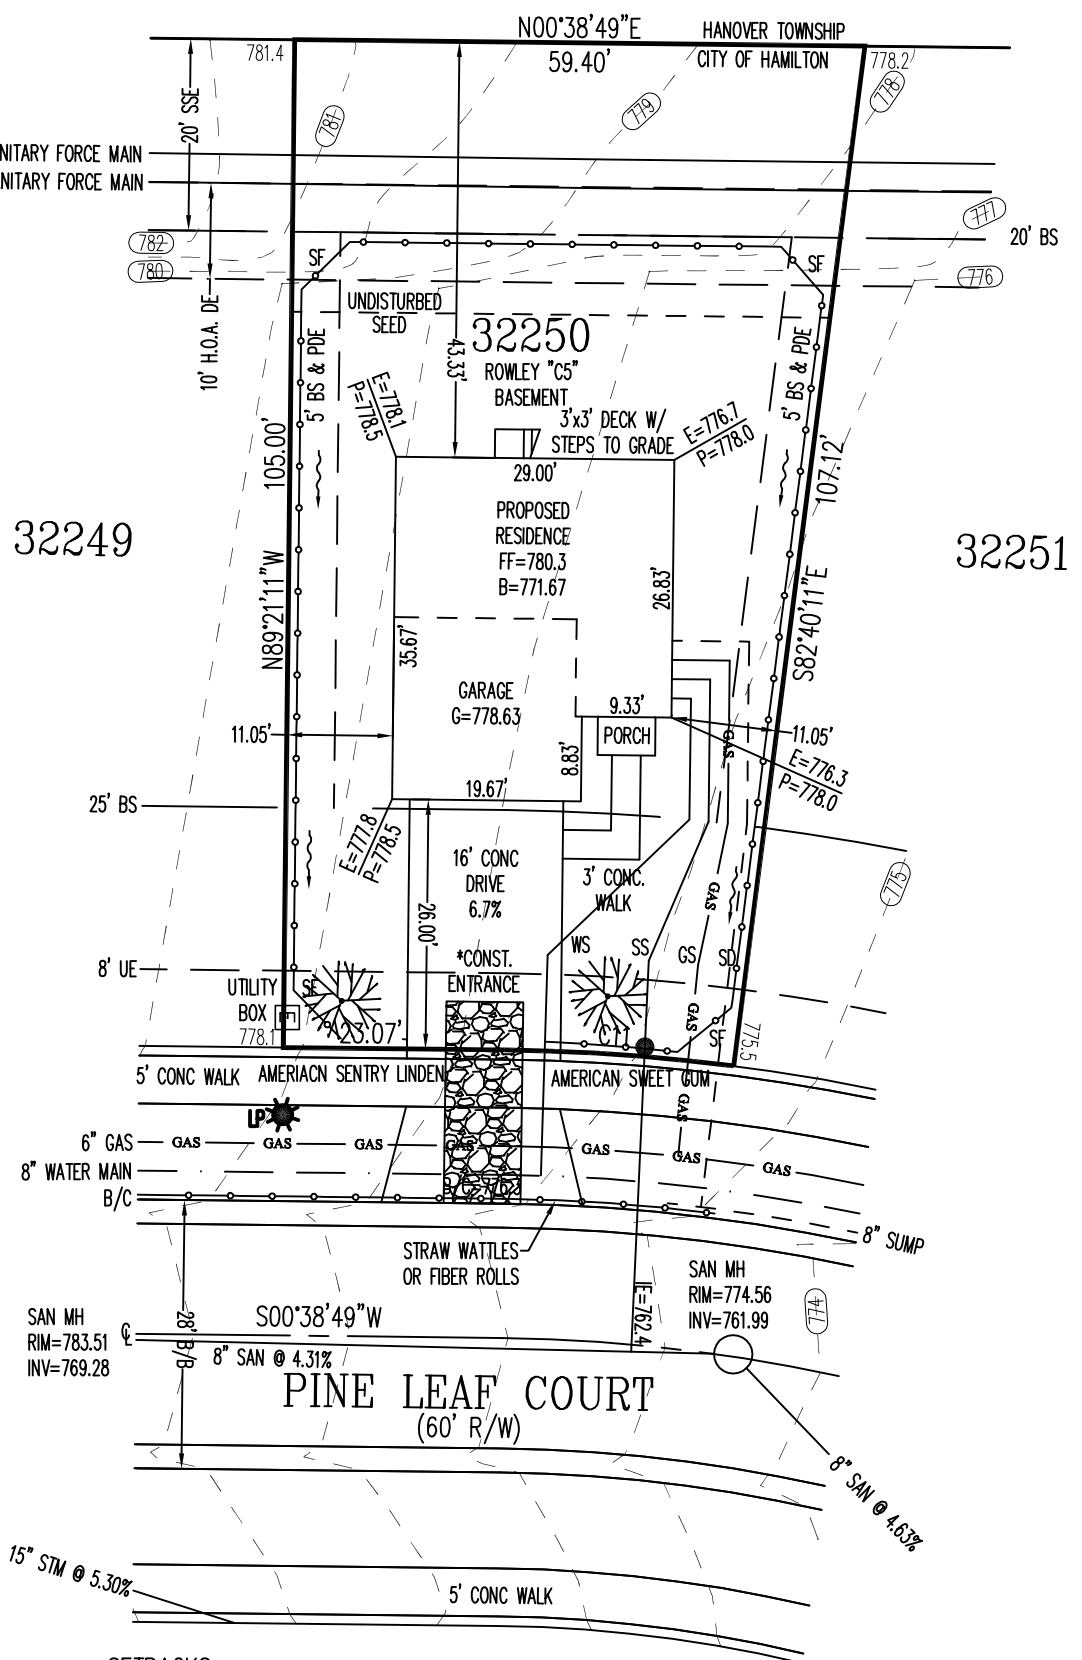 N00°38'49"E
HANOVER TOWNSHIP
59.40'
CITY OF HAMILTON
781.4
778.2
778
779
781
20' SSE
NITARY FORCE MAIN
NITARY FORCE MAIN
777
782
20' BS
780
776
SF
SF
10' H.O.A. DE
UNDISTURBED
SEED
5' BS & PDE
5' BS & PDE
43.33'
32250
ROWLEY "C5"
BASEMENT
E=778.1
P=778.5
3'x3' DECK W/
STEPS TO GRADE
E=776.7
P=778.0
105.00'
107.12'
29.00'
32249
32251
PROPOSED
RESIDENCE
FF=780.3
B=771.67
N89°21'11"W
S82°40'11"E
26.83'
35.67'
GARAGE
G=778.63
9.33'
PORCH
11.05'
11.05'
GAS
8.83'
E=776.3
P=778.0
19.67'
25' BS
E=777.8
P=778.5
16' CONC
DRIVE
6.7%
3' CONC.
WALK
775
GAS
26.00'
*CONST.
ENTRANCE
WS
SS
GS
SD
8' UE
UTILITY
BOX
E
SF
778.1
23.07'
C11
GAS
SF
775.5
5' CONC WALK
AMERIACN SENTRY LINDEN
AMERICAN SWEET GUM
LP
GAS
6" GAS
GAS
GAS
GAS
GAS
GAS
GAS
GAS
8" WATER MAIN
B/C
8" SUMP
STRAW WATTLES
OR FIBER ROLLS
SAN MH
RIM=774.56
INV=761.99
IE=762.4
774
SAN MH
RIM=783.51
INV=769.28
S00°38'49"W
28' B/B
8" SAN @ 4.31%
PINE LEAF COURT
(60' R/W)
8" SAN @ 4.63%
15" STM @ 5.30%
5' CONC WALK